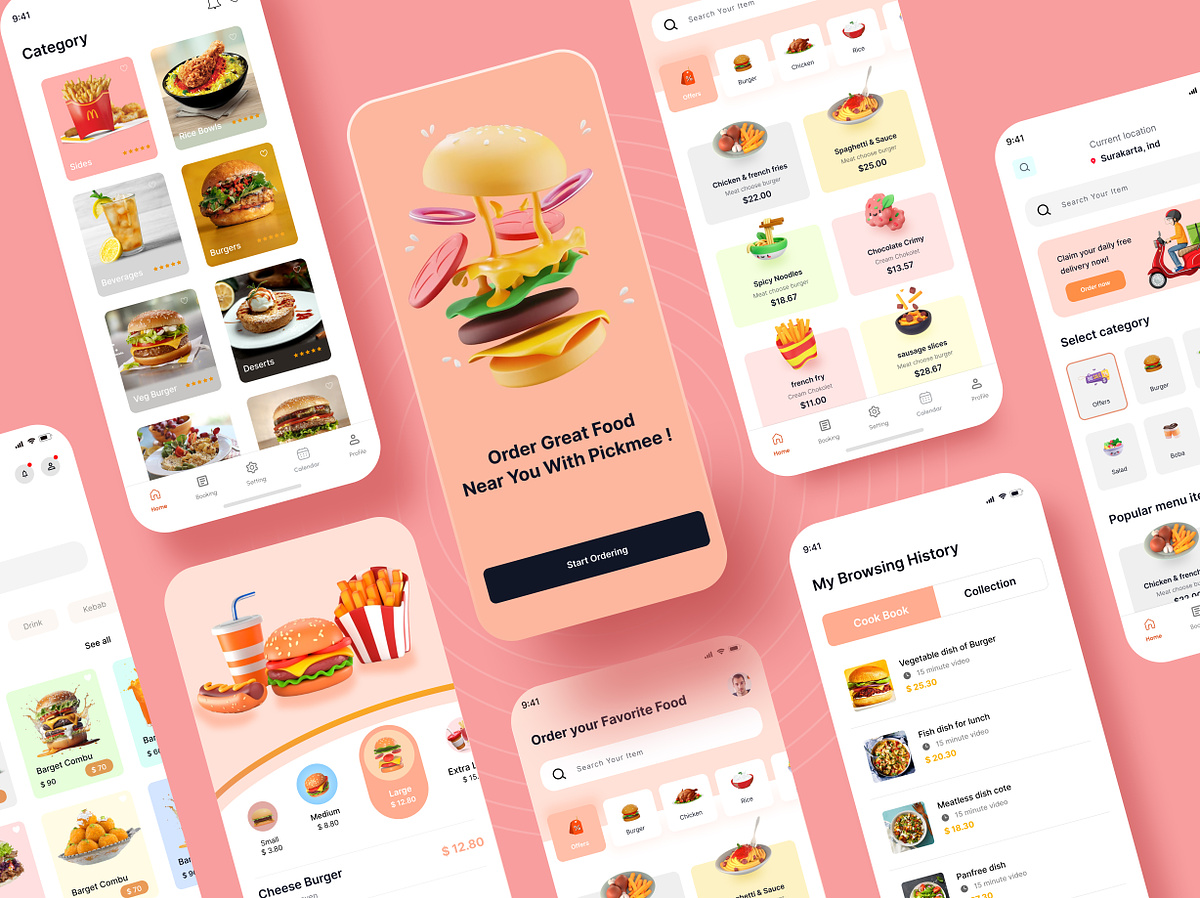 9:41
Category
Sides
Rice Bowls
Beverages
Burgers
Veg Burger
Deserts
Home
Booking
Setting
Calendar
Profile
Order Great Food
Near You With Pickmee !
Start Ordering
Search Your Item
Offers
Burger
Chicken
Rice
Chicken & french fries
Meat choose burger
$22.00
Spaghetti & Sauce
Meat choose burger
$25.00
Spicy Noodles
Meat choose burger
$18.67
Chocolate Crimy
Cream Chokolet
$13.57
french fry
Cream Chokolet
$11.00
sausage slices
Meat choose burger
$28.67
Home
Booking
Setting
Calendar
Profile
9:41
Current location
Surakarta, ind
Search Your Item
Claim your daily free
delivery now!
Order now
Select category
Offers
Burger
Salad
Boba
Popular menu
Chicken & french
Meat choose
Home
Drink
Kebab
See all
Barget Combu
$ 90
$ 70
Barget Combu
$ 70
Small
$ 3.80
Medium
$ 8.80
Large
$ 12.80
Extra
$ 12.80
Cheese Burger
9:41
Order your Favorite Food
Search Your Item
Offers
Burger
Chicken
Rice
& Sauce
9:41
My Browsing History
Cook Book
Collection
Vegetable dish of Burger
15 minute video
$ 25.30
Fish dish for lunch
15 minute video
$ 20.30
Meatless dish cote
15 minute video
$ 18.30
Panfree dish
15 minute video